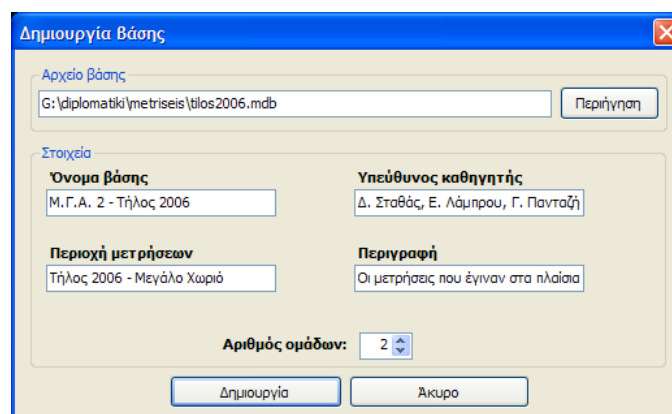 Δημιουργία Βάσης
Αρχείο βάσης
G:\diplomatiki\metriseis\tilos2006.mdb
Περιήγηση
Στοιχεία
Όνομα βάσης
Υπεύθυνος καθηγητής
Μ.Γ.Α. 2 - Τήλος 2006
Δ. Σταθάς, Ε. Λάμπρου, Γ. Πανταζή
Περιοχή μετρήσεων
Περιγραφή
Τήλος 2006 - Μεγάλο Χωριό
Οι μετρήσεις που έγιναν στα πλαίσια
Αριθμός ομάδων:
2
Δημιουργία
Άκυρο